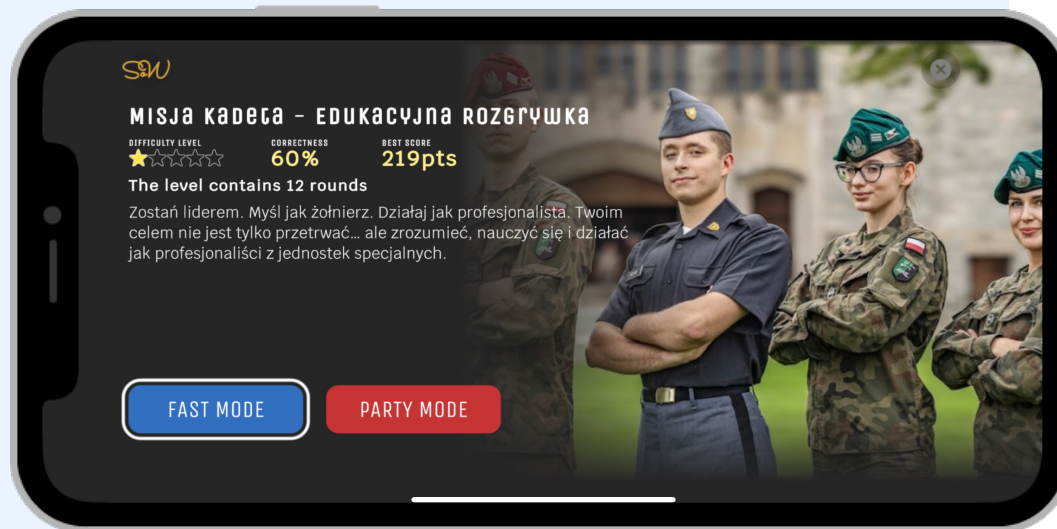 SW
MISJA KADETA – EDUKACYJNA ROZGRYWKA
DIFFICULTY LEVEL
CORRECTNESS
BEST SCORE
60%
219pts
The level contains 12 rounds
Zostań liderem. Myśl jak żołnierz. Działaj jak profesjonalista. Twoim
celem nie jest tylko przetrwać... ale zrozumieć, nauczyć się i działać
jak profesjonaliści z jednostek specjalnych.
FAST MODE
PARTY MODE